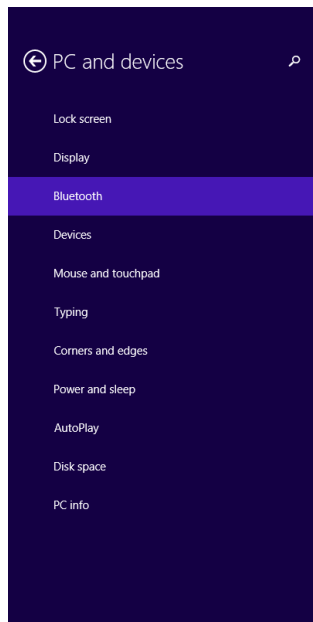 PC and devices
Lock screen
Display
Bluetooth
Devices
Mouse and touchpad
Typing
Corners and edges
Power and sleep
AutoPlay
Disk space
PC info